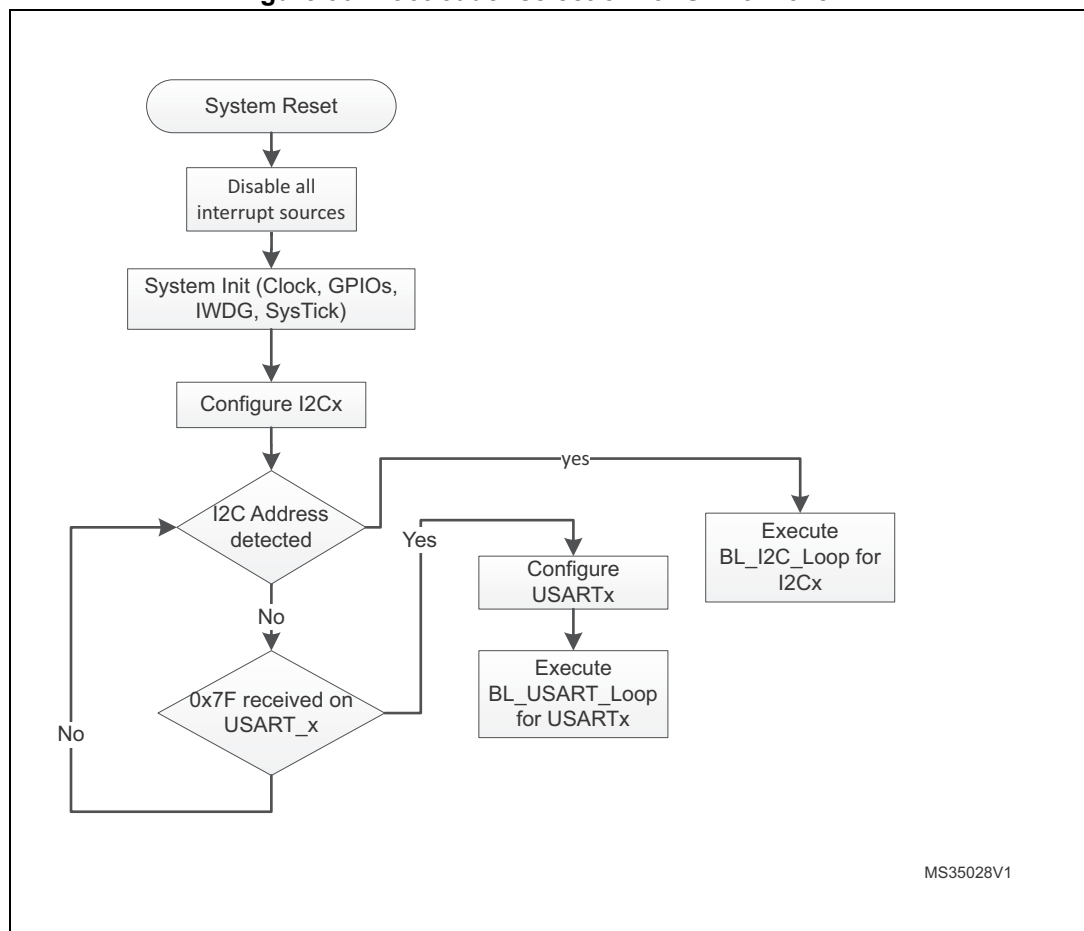 System Reset
Disable all
interrupt sources
System Init (Clock, GPIOs,
IWDG, SysTick)
Configure I2Cx
I2C Address
detected
yes
Execute
BL_I2C_Loop for
I2Cx
Yes
Configure
USARTx
No
Execute
BL_USART_Loop
for USARTx
0x7F received on
USART_x
No
MS35028V1